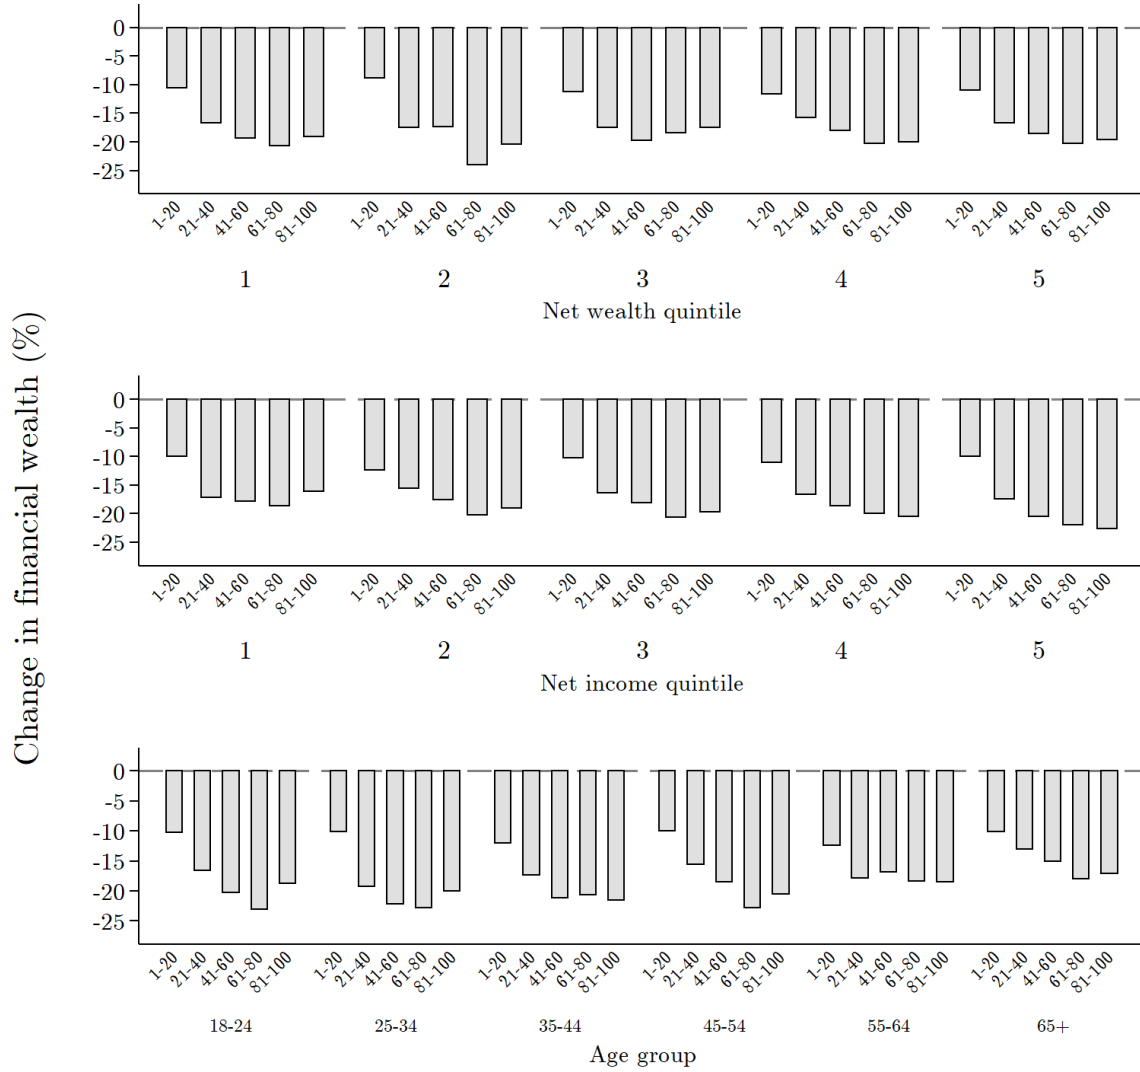 Change in financial wealth (%)
0
-5
-10
-15
-20
-25
1-20 21-40 41-60 61-80 81-100 1-20 21-40 41-60 61-80 81-100 1-20 21-40 41-60 61-80 81-100 1-20 21-40 41-60 61-80 81-100 1-20 21-40 41-60 61-80 81-100
1 2 3 4 5
Net wealth quintile
0
-5
-10
-15
-20
-25
1-20 21-40 41-60 61-80 81-100 1-20 21-40 41-60 61-80 81-100 1-20 21-40 41-60 61-80 81-100 1-20 21-40 41-60 61-80 81-100 1-20 21-40 41-60 61-80 81-100
1 2 3 4 5
Net income quintile
0
-5
-10
-15
-20
-25
1-20 21-40 41-60 61-80 81-100 1-20 21-40 41-60 61-80 81-100 1-20 21-40 41-60 61-80 81-100 1-20 21-40 41-60 61-80 81-100 1-20 21-40 41-60 61-80 81-100 1-20 21-40 41-60 61-80 81-100
18-24 25-34 35-44 45-54 55-64 65+
Age group